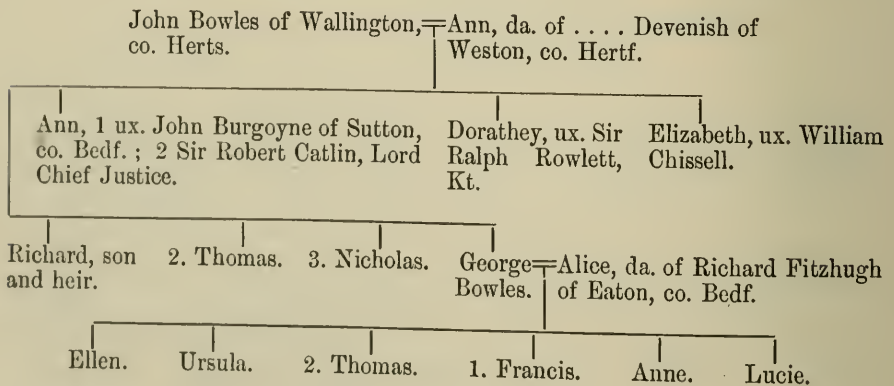 John Bowles of Wallington, co. Herts.
Ann, da. of .... Devenish of Weston, co. Hertf.
Ann, 1 ux. John Burgoyne of Sutton,
co. Bedf. ; 2 Sir Robert Catlin, Lord
Chief Justice.
Dorathey, ux. Sir
Ralph Rowlett,
Kt.
Elizabeth, ux. William
Chissell.
Richard, son
and heir.
2. Thomas.
3. Nicholas.
George
Bowles.
Alice, da. of Richard Fitzhugh
of Eaton, co. Bedf.
Ellen.
Ursula.
2. Thomas.
1. Francis.
Anne.
Lucie.